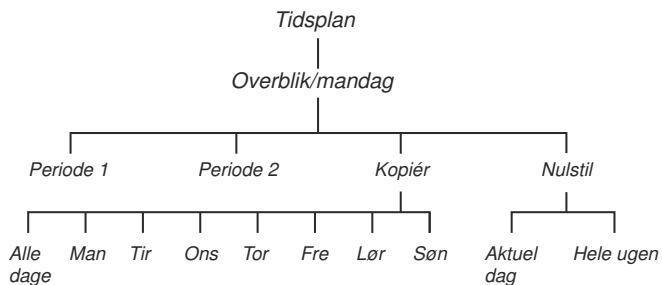 Tidsplan
Overblik/mandag
Periode 1 Periode 2 Kopiér Nulstil
Alle dage Man Tir Ons Tor Fre Lør Søn Aktuel dag Hele ugen